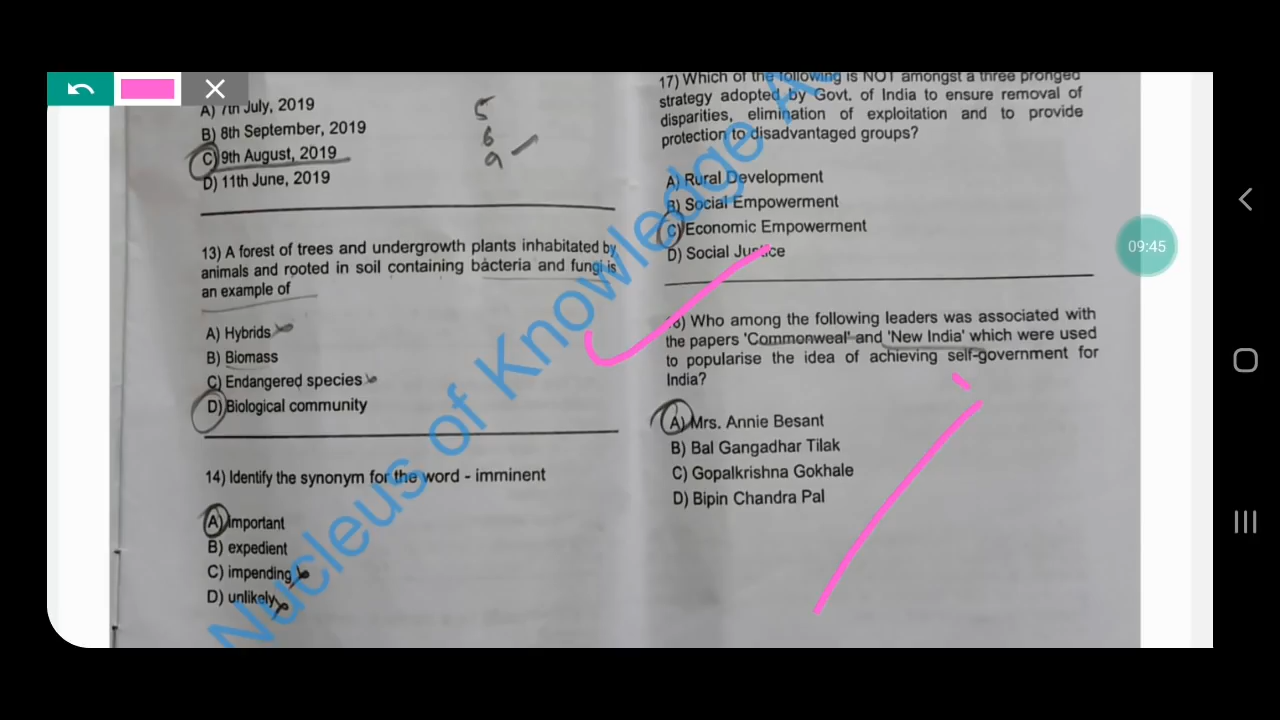 A) 7th July, 2019
B) 8th September, 2019
C) 9th August, 2019
D) 11th June, 2019
5
6
9
13) A forest of trees and undergrowth plants inhabitated by
animals and rooted in soil containing bacteria and fungi is
an example of
A) Hybrids
B) Biomass
C) Endangered species
D) Biological community
14) Identify the synonym for the word - imminent
A) important
B) expedient
C) impending
D) unlikely
17) Which of the following is NOT amongst a three pronged
strategy adopted by Govt. of India to ensure removal of
disparities, elimination of exploitation and to provide
protection to disadvantaged groups?
A) Rural Development
B) Social Empowerment
C) Economic Empowerment
D) Social Justice
8) Who among the following leaders was associated with
the papers 'Commonweal' and 'New India' which were used
to popularise the idea of achieving self-government for
India?
A) Mrs. Annie Besant
B) Bal Gangadhar Tilak
C) Gopalkrishna Gokhale
D) Bipin Chandra Pal
Nucleus of Knowledge
09:45